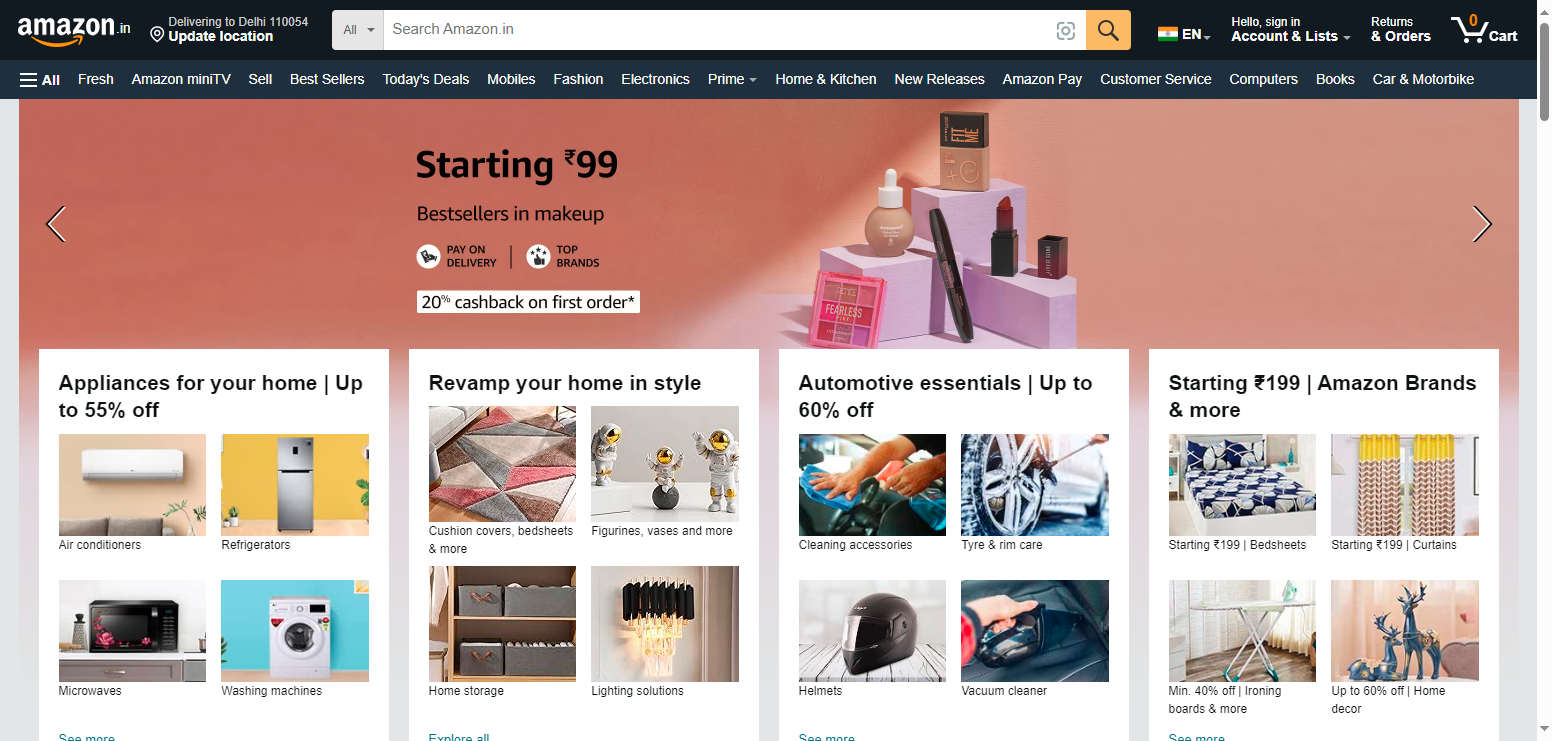 amazon.in
Delivering to Delhi 110054
Update location
All
Search Amazon.in
EN
Hello, sign in
Account & Lists
Returns
& Orders
0
Cart
All
Fresh
Amazon miniTV
Sell
Best Sellers
Today's Deals
Mobiles
Fashion
Electronics
Prime
Home & Kitchen
New Releases
Amazon Pay
Customer Service
Computers
Books
Car & Motorbike
Starting ₹99
Bestsellers in makeup
PAY ON
DELIVERY
TOP
BRANDS
20% cashback on first order*
FIT
ME
+C
RENEE
FEARLESS
Appliances for your home | Up
to 55% off
Air conditioners
Refrigerators
Microwaves
Washing machines
See more
Revamp your home in style
Cushion covers, bedsheets
& more
Figurines, vases and more
Home storage
Lighting solutions
Explore all
Automotive essentials | Up to
60% off
Cleaning accessories
Tyre & rim care
Helmets
Vacuum cleaner
See more
Starting ₹199 | Amazon Brands
& more
Starting ₹199 | Bedsheets
Starting ₹199 | Curtains
Min. 40% off | Ironing
boards & more
Up to 60% off | Home
decor
See more